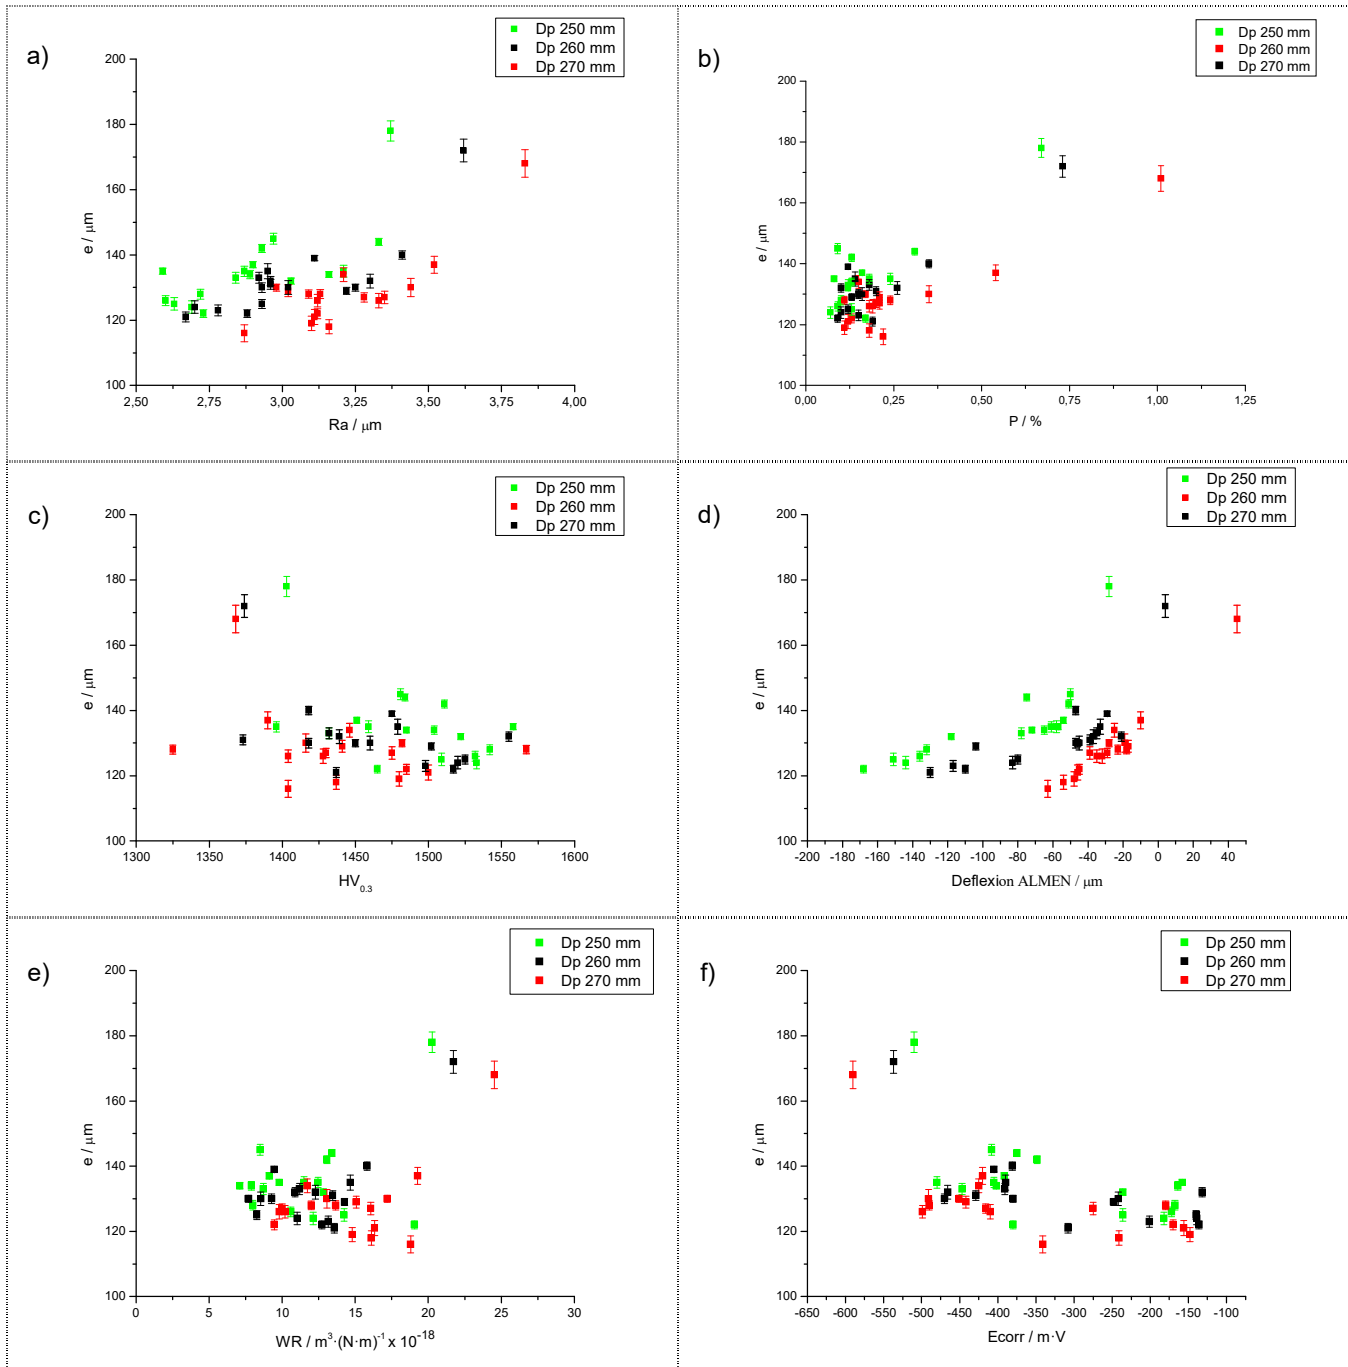 a)
Dp 250 mm
Dp 260 mm
Dp 270 mm
200
180
160
140
120
100
e / μm
2,50 2,75 3,00 3,25 3,50 3,75 4,00
Ra / μm
b)
Dp 250 mm
Dp 260 mm
Dp 270 mm
200
180
160
140
120
100
e / μm
0,00 0,25 0,50 0,75 1,00 1,25
P / %
c)
Dp 250 mm
Dp 260 mm
Dp 270 mm
200
180
160
140
120
100
e / μm
1300 1350 1400 1450 1500 1550 1600
HV0.3
d)
Dp 250 mm
Dp 260 mm
Dp 270 mm
200
180
160
140
120
100
e / μm
-200 -180 -160 -140 -120 -100 -80 -60 -40 -20 0 20 40
Deflexion ALMEN / μm
e)
Dp 250 mm
Dp 260 mm
Dp 270 mm
200
180
160
140
120
100
e / μm
0 5 10 15 20 25 30
WR / m³·(N·m)⁻¹ x 10⁻¹⁸
f)
Dp 250 mm
Dp 260 mm
Dp 270 mm
200
180
160
140
120
100
e / μm
-650 -600 -550 -500 -450 -400 -350 -300 -250 -200 -150 -100
Ecorr / m·V